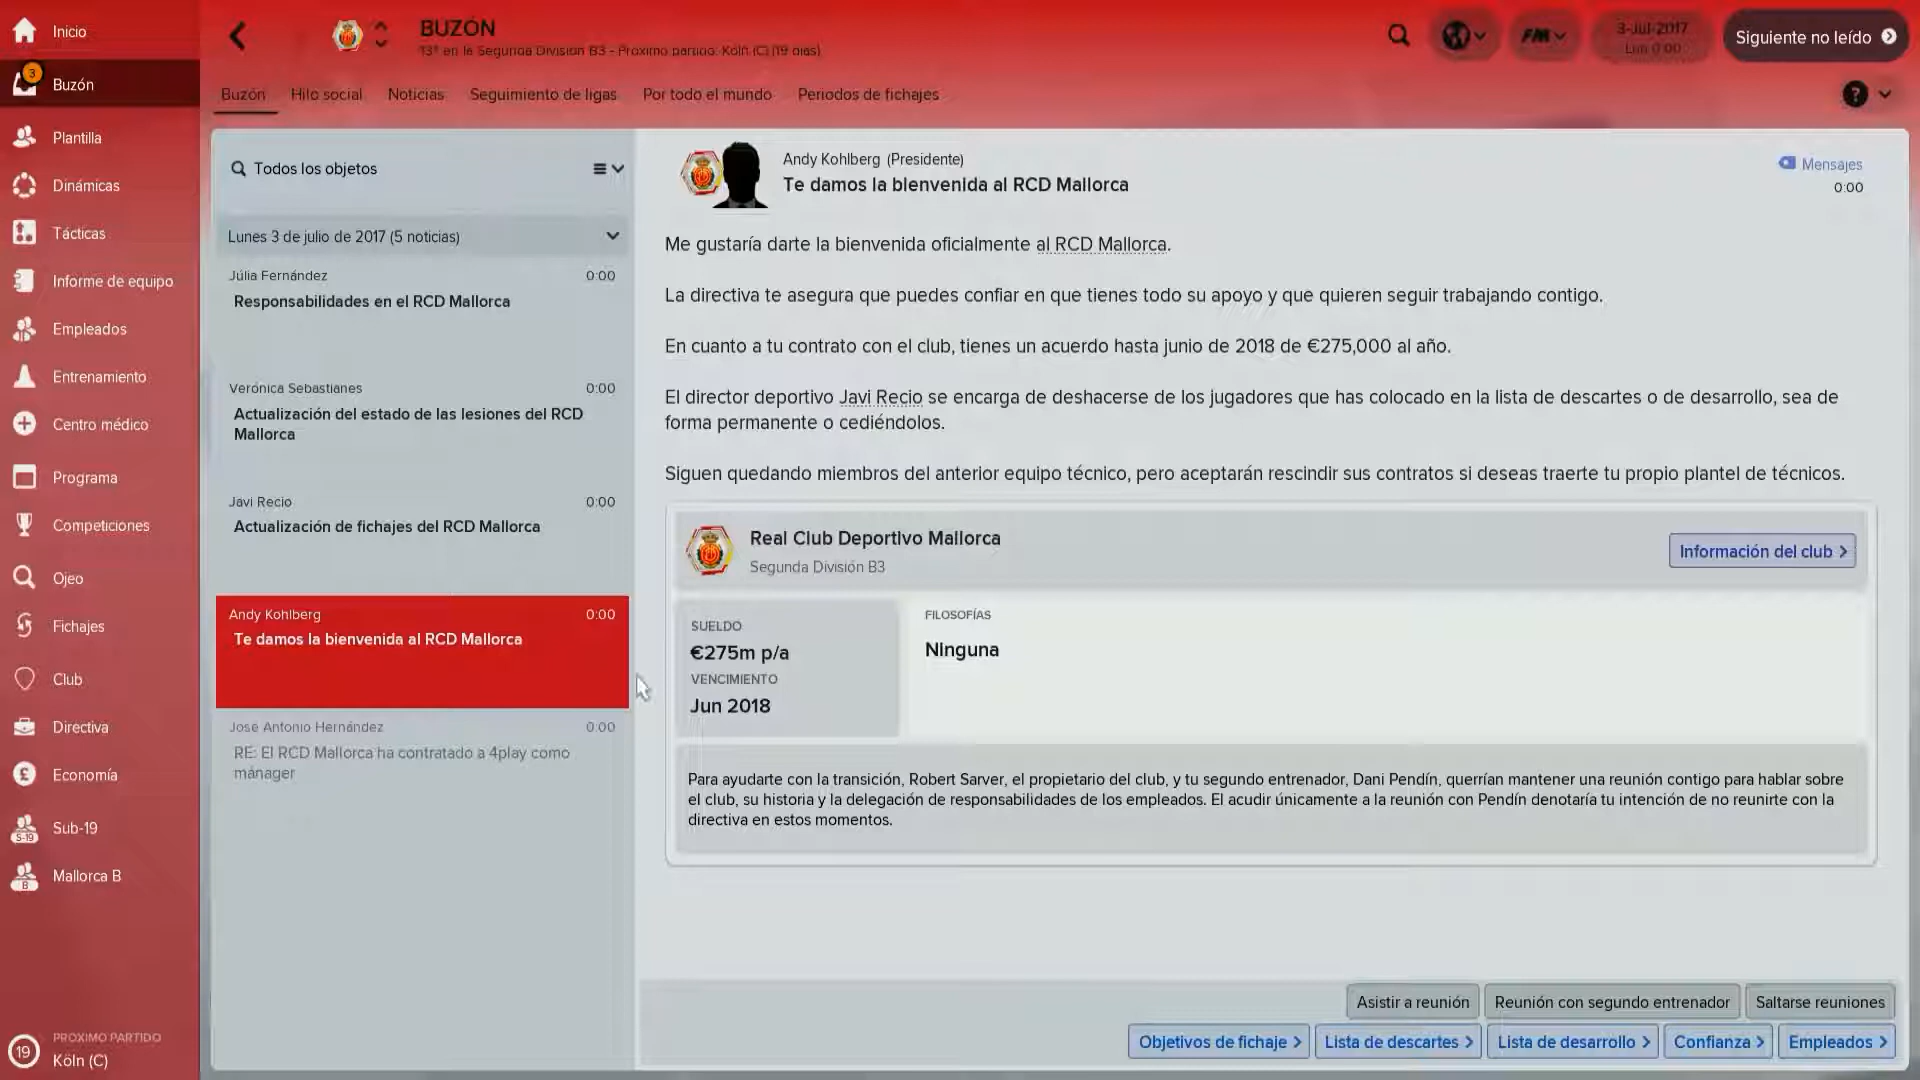 Inicio
3
Buzón
Plantilla
Dinámicas
Tácticas
Informe de equipo
Empleados
Entrenamiento
Centro médico
Programa
Competiciones
Ojeo
Fichajes
Club
Directiva
Economía
S-19
Sub-19
B
Mallorca B
19
PRÓXIMO PARTIDO
Köln (C)
BUZÓN
13º en la Segunda División B3 - Próximo partido: Köln (C) (19 días)
FM
3-Jul-2017
Lun 0:00
Siguiente no leído
Buzón
Hilo social
Noticias
Seguimiento de ligas
Por todo el mundo
Periodos de fichajes
?
Todos los objetos
Lunes 3 de julio de 2017 (5 noticias)
Júlia Fernández 0:00
Responsabilidades en el RCD Mallorca
Verónica Sebastianes 0:00
Actualización del estado de las lesiones del RCD
Mallorca
Javi Recio 0:00
Actualización de fichajes del RCD Mallorca
Andy Kohlberg 0:00
Te damos la bienvenida al RCD Mallorca
Jose Antonio Hernández 0:00
RE: El RCD Mallorca ha contratado a 4play como
mánager
Andy Kohlberg (Presidente)
Te damos la bienvenida al RCD Mallorca
Mensajes
0:00
Me gustaría darte la bienvenida oficialmente al RCD Mallorca.
La directiva te asegura que puedes confiar en que tienes todo su apoyo y que quieren seguir trabajando contigo.
En cuanto a tu contrato con el club, tienes un acuerdo hasta junio de 2018 de €275,000 al año.
El director deportivo Javi Recio se encarga de deshacerse de los jugadores que has colocado en la lista de descartes o de desarrollo, sea de
forma permanente o cediéndolos.
Siguen quedando miembros del anterior equipo técnico, pero aceptarán rescindir sus contratos si deseas traerte tu propio plantel de técnicos.
Real Club Deportivo Mallorca
Segunda División B3
Información del club >
SUELDO
€275m p/a
VENCIMIENTO
Jun 2018
FILOSOFÍAS
Ninguna
Para ayudarte con la transición, Robert Sarver, el propietario del club, y tu segundo entrenador, Dani Pendín, querrían mantener una reunión contigo para hablar sobre
el club, su historia y la delegación de responsabilidades de los empleados. El acudir únicamente a la reunión con Pendín denotaría tu intención de no reunirte con la
directiva en estos momentos.
Asistir a reunión
Reunión con segundo entrenador
Saltarse reuniones
Objetivos de fichaje >
Lista de descartes >
Lista de desarrollo >
Confianza >
Empleados >